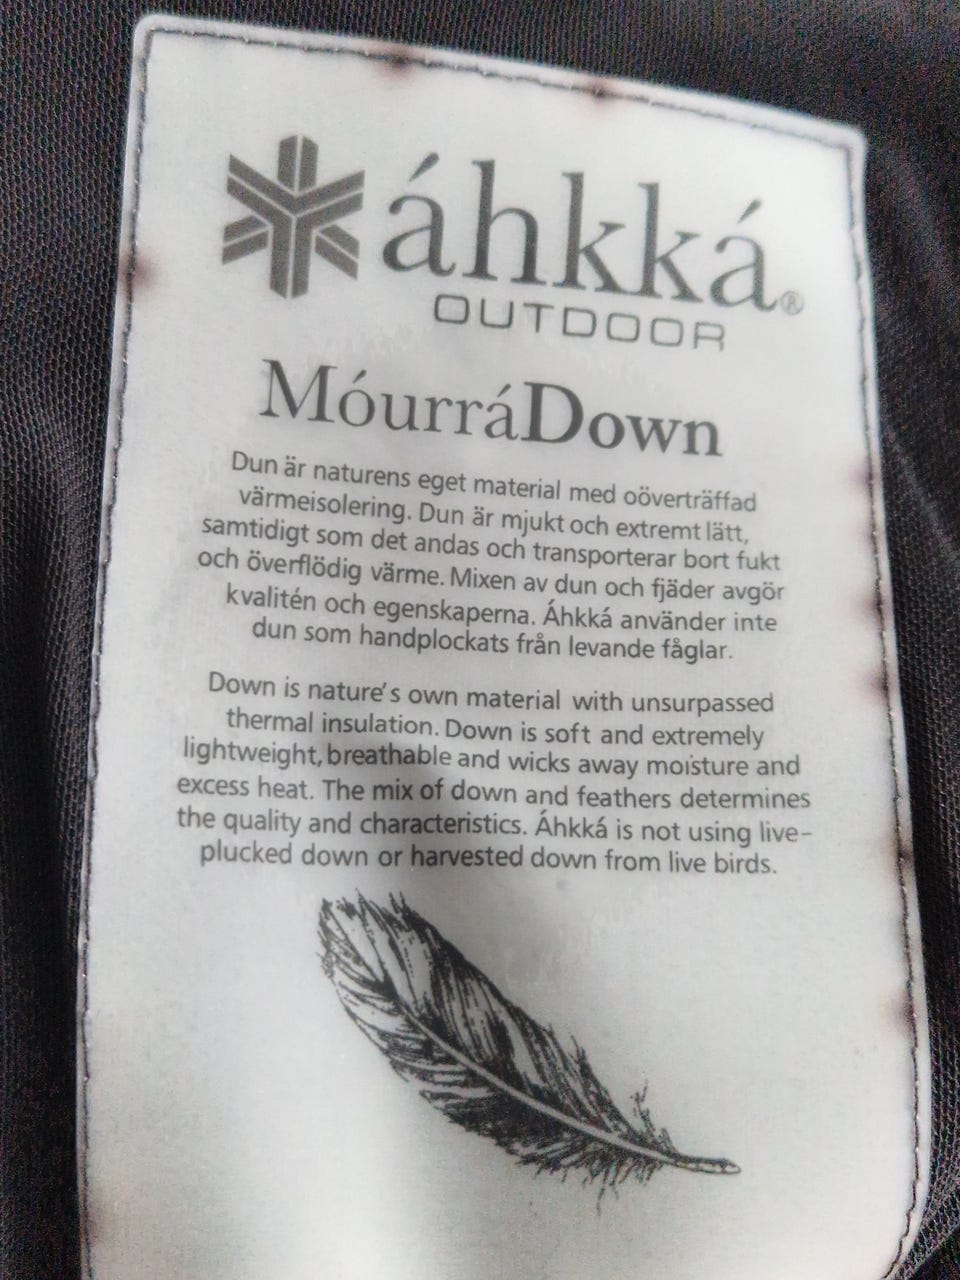 áhkká®
OUTDOOR
MóurráDown
Dun är naturens eget material med oöverträffad
värmeisolering. Dun är mjukt och extremt lätt,
samtidigt som det andas och transporterar bort fukt
och överflödig värme. Mixen av dun och fjäder avgör
kvalitén och egenskaperna. Áhkká använder inte
dun som handplockats från levande fåglar.
Down is nature's own material with unsurpassed
thermal insulation. Down is soft and extremely
lightweight, breathable and wicks away moisture and
excess heat. The mix of down and feathers determines
the quality and characteristics. Áhkká is not using live-
plucked down or harvested down from live birds.